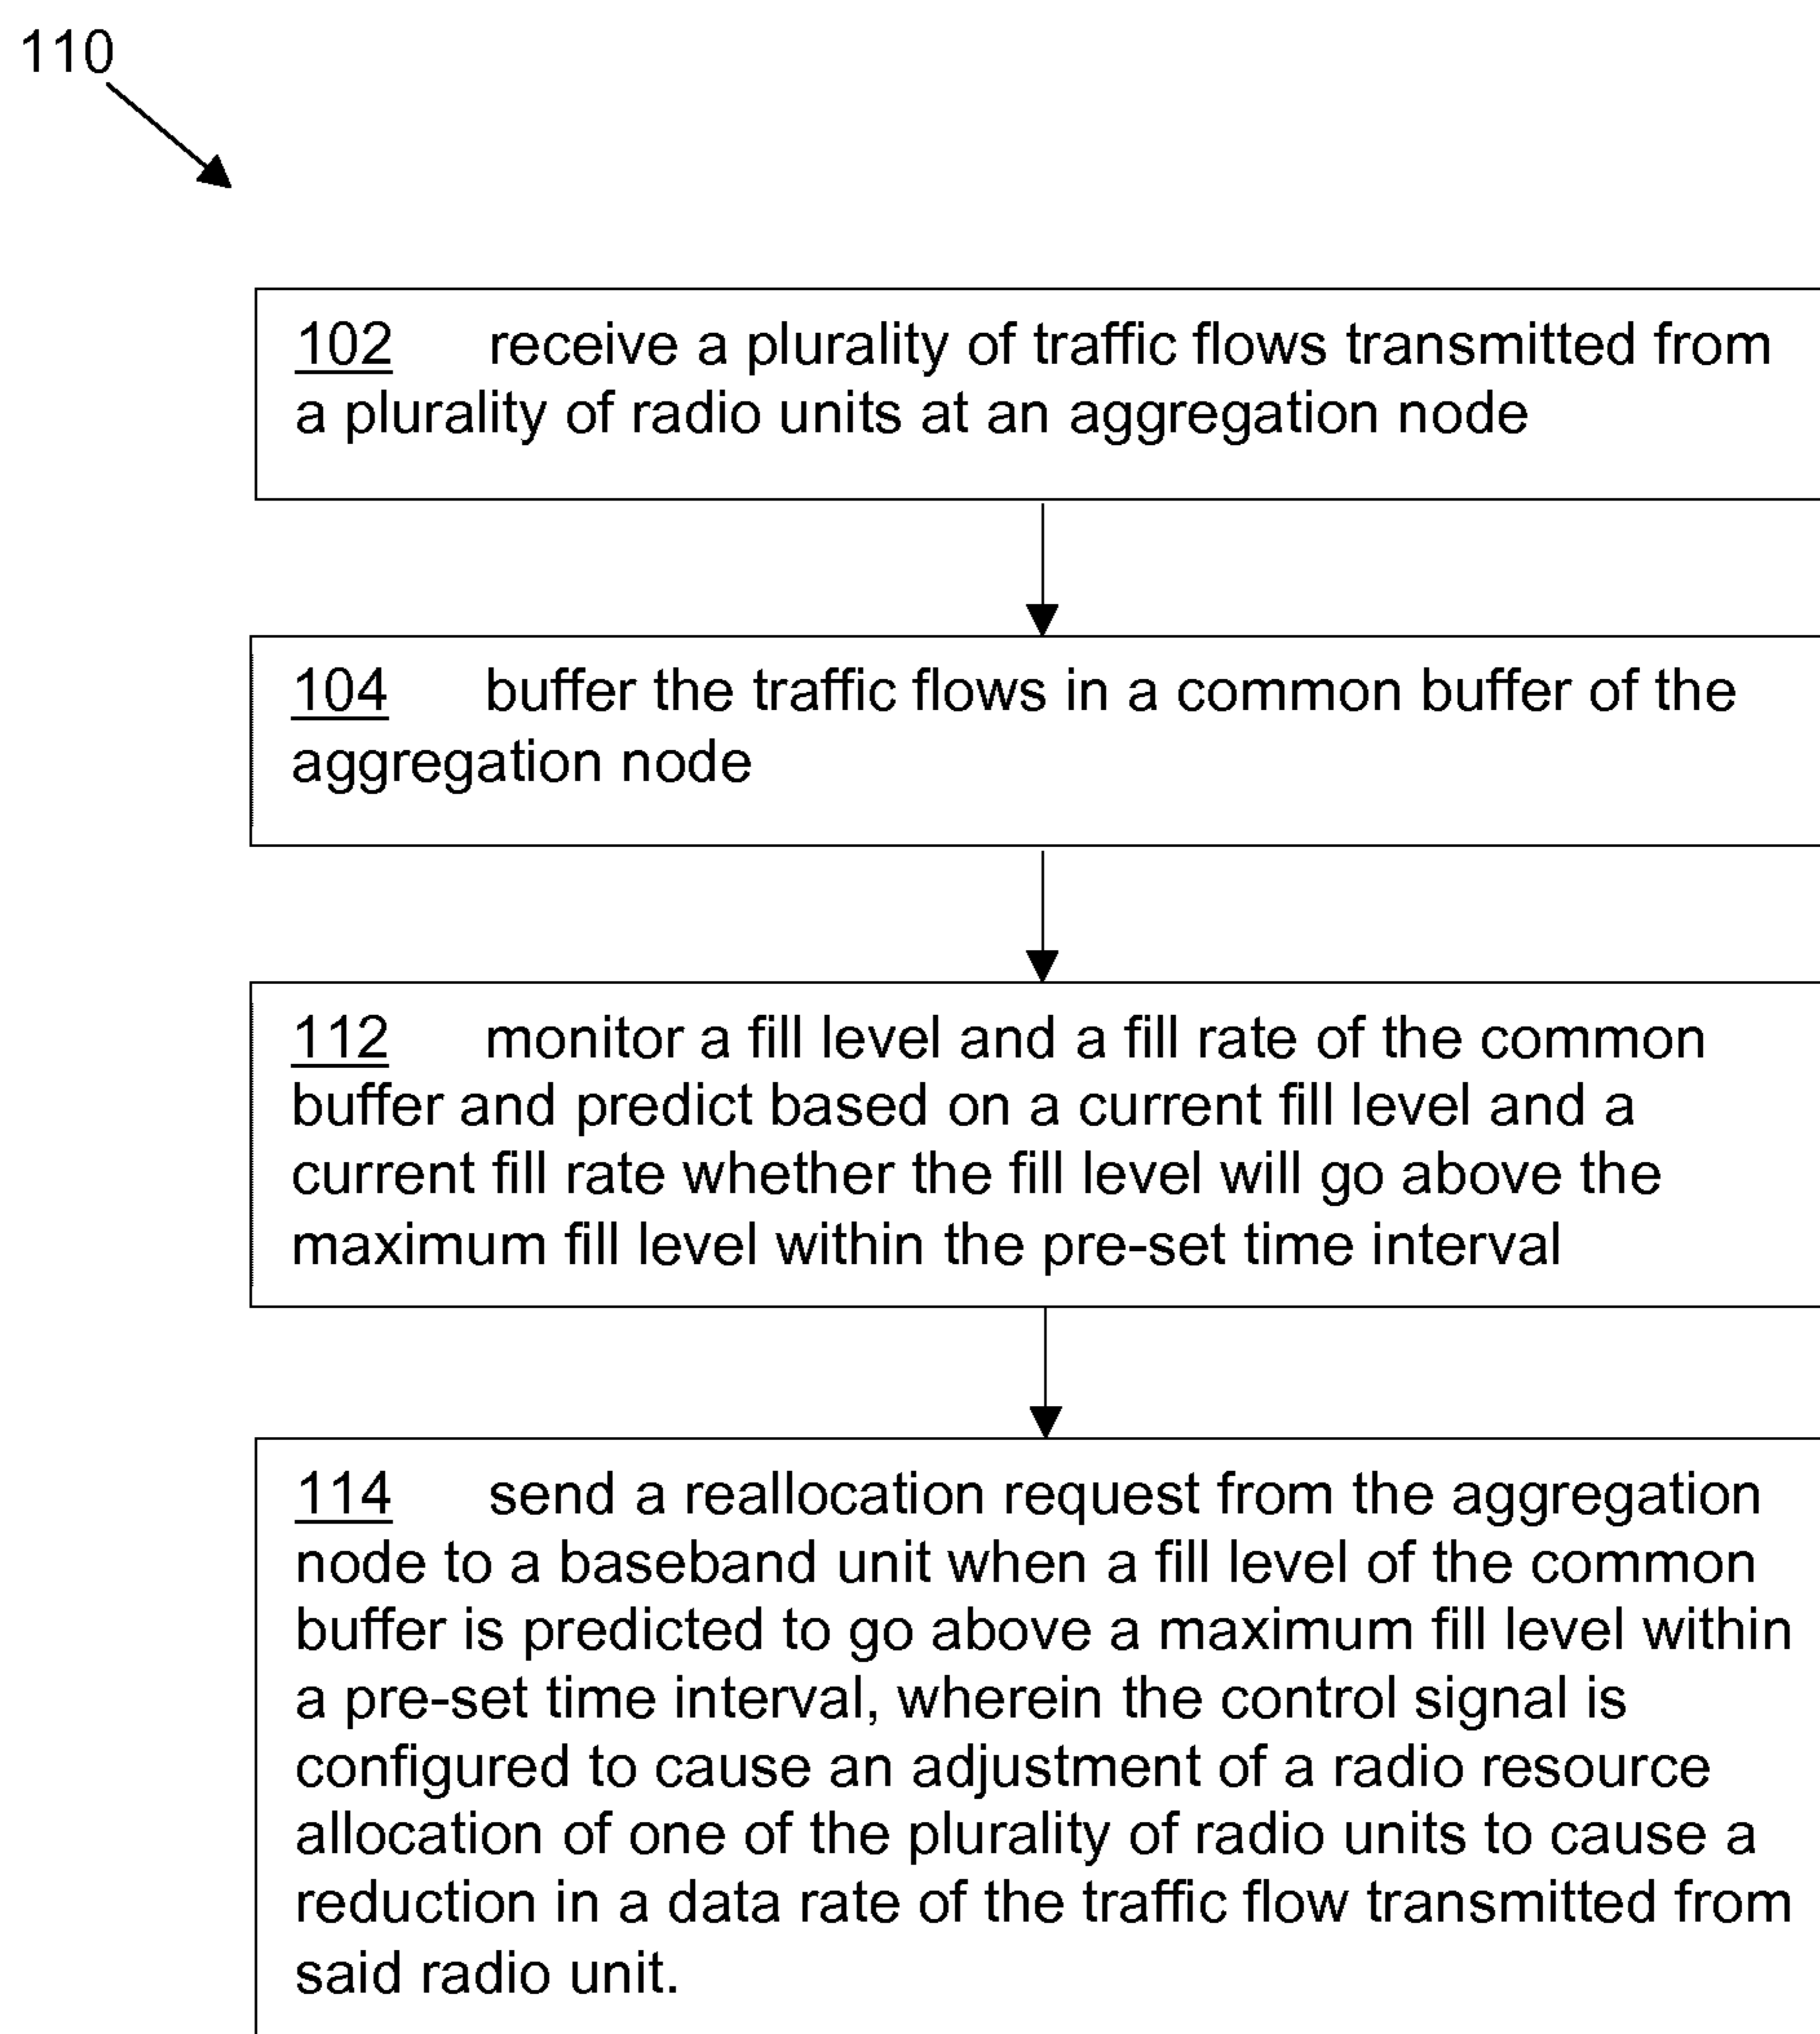 110
102 receive a plurality of traffic flows transmitted from
a plurality of radio units at an aggregation node
104 buffer the traffic flows in a common buffer of the
aggregation node
112 monitor a fill level and a fill rate of the common
buffer and predict based on a current fill level and a
current fill rate whether the fill level will go above the
maximum fill level within the pre-set time interval
114 send a reallocation request from the aggregation
node to a baseband unit when a fill level of the common
buffer is predicted to go above a maximum fill level within
a pre-set time interval, wherein the control signal is
configured to cause an adjustment of a radio resource
allocation of one of the plurality of radio units to cause a
reduction in a data rate of the traffic flow transmitted from
said radio unit.